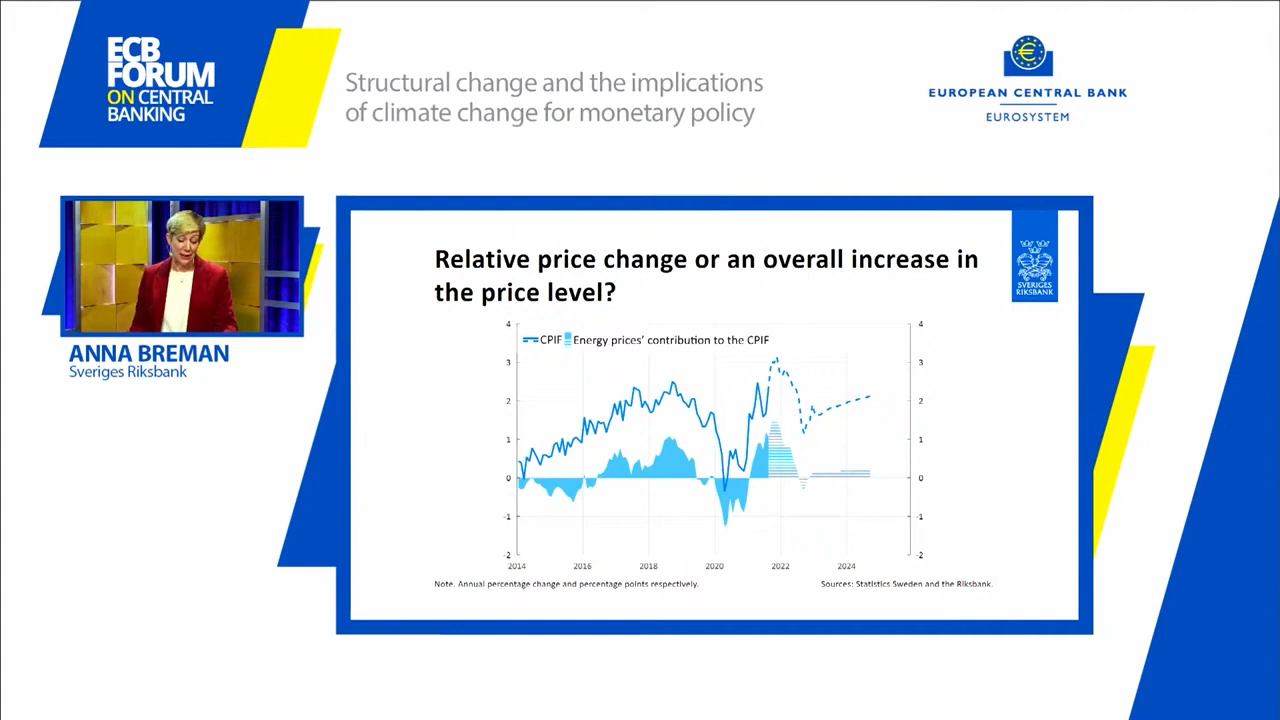 ECB
FORUM
ON CENTRAL
BANKING
Structural change and the implications
of climate change for monetary policy
EUROPEAN CENTRAL BANK
EUROSYSTEM
ANNA BREMAN
Sveriges Riksbank
Relative price change or an overall increase in
the price level?
SVERIGES
RIKSBANK
CPIF Energy prices' contribution to the CPIF
4 4
3 3
2 2
1 1
0 0
-1 -1
-2 -2
2014 2016 2018 2020 2022 2024
Note. Annual percentage change and percentage points respectively.
Sources: Statistics Sweden and the Riksbank.